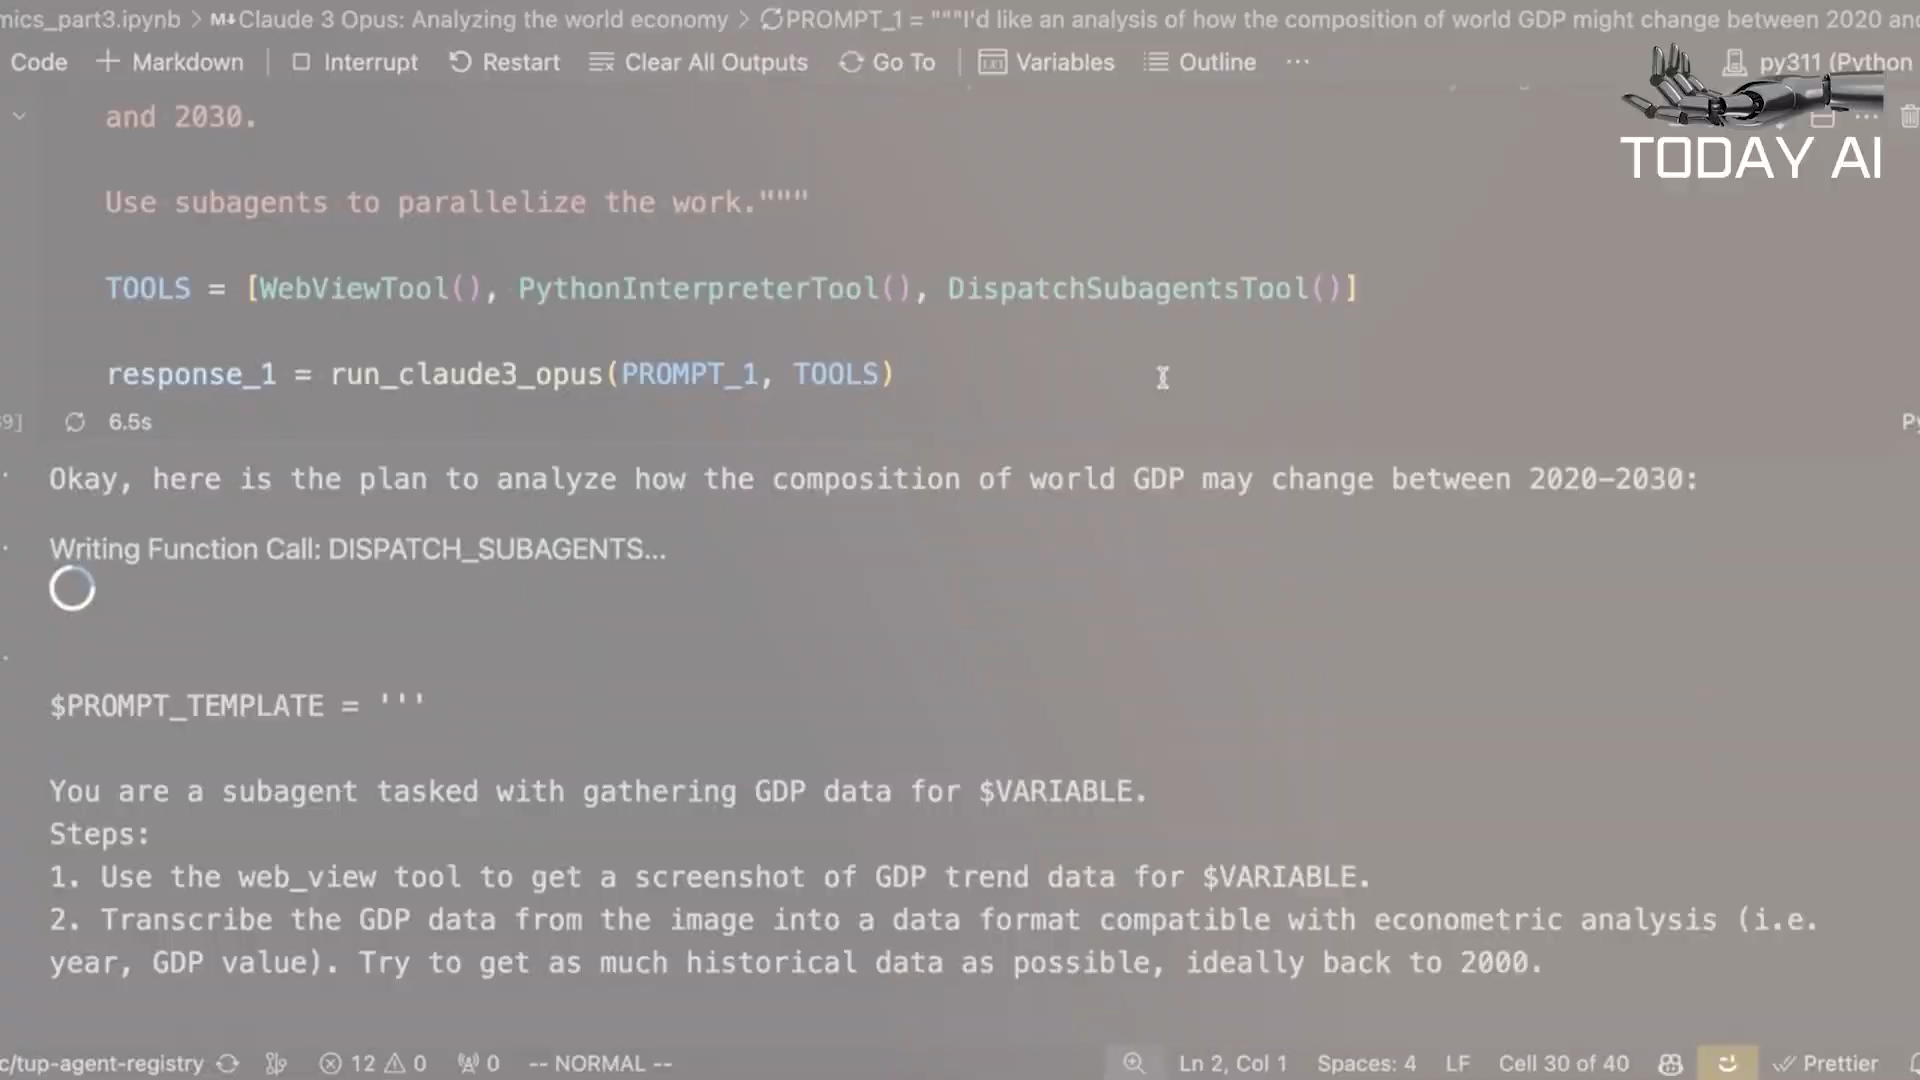 mics_part3.ipynb > M↓Claude 3 Opus: Analyzing the world economy > PROMPT_1 = """I'd like an analysis of how the composition of world GDP might change between 2020 and
Code + Markdown | Interrupt Restart Clear All Outputs Go To | Variables Outline ... py311 (Python
TODAY AI
and 2030.
Use subagents to parallelize the work."""
TOOLS = [WebViewTool(), PythonInterpreterTool(), DispatchSubagentsTool()]
response_1 = run_claude3_opus(PROMPT_1, TOOLS)
9] 6.5s Py
Okay, here is the plan to analyze how the composition of world GDP may change between 2020–2030:
Writing Function Call: DISPATCH_SUBAGENTS...
$PROMPT_TEMPLATE = '''
You are a subagent tasked with gathering GDP data for $VARIABLE.
Steps:
1. Use the web_view tool to get a screenshot of GDP trend data for $VARIABLE.
2. Transcribe the GDP data from the image into a data format compatible with econometric analysis (i.e.
year, GDP value). Try to get as much historical data as possible, ideally back to 2000.
c/tup-agent-registry 12 0 0 -- NORMAL -- Ln 2, Col 1 Spaces: 4 LF Cell 30 of 40 Prettier